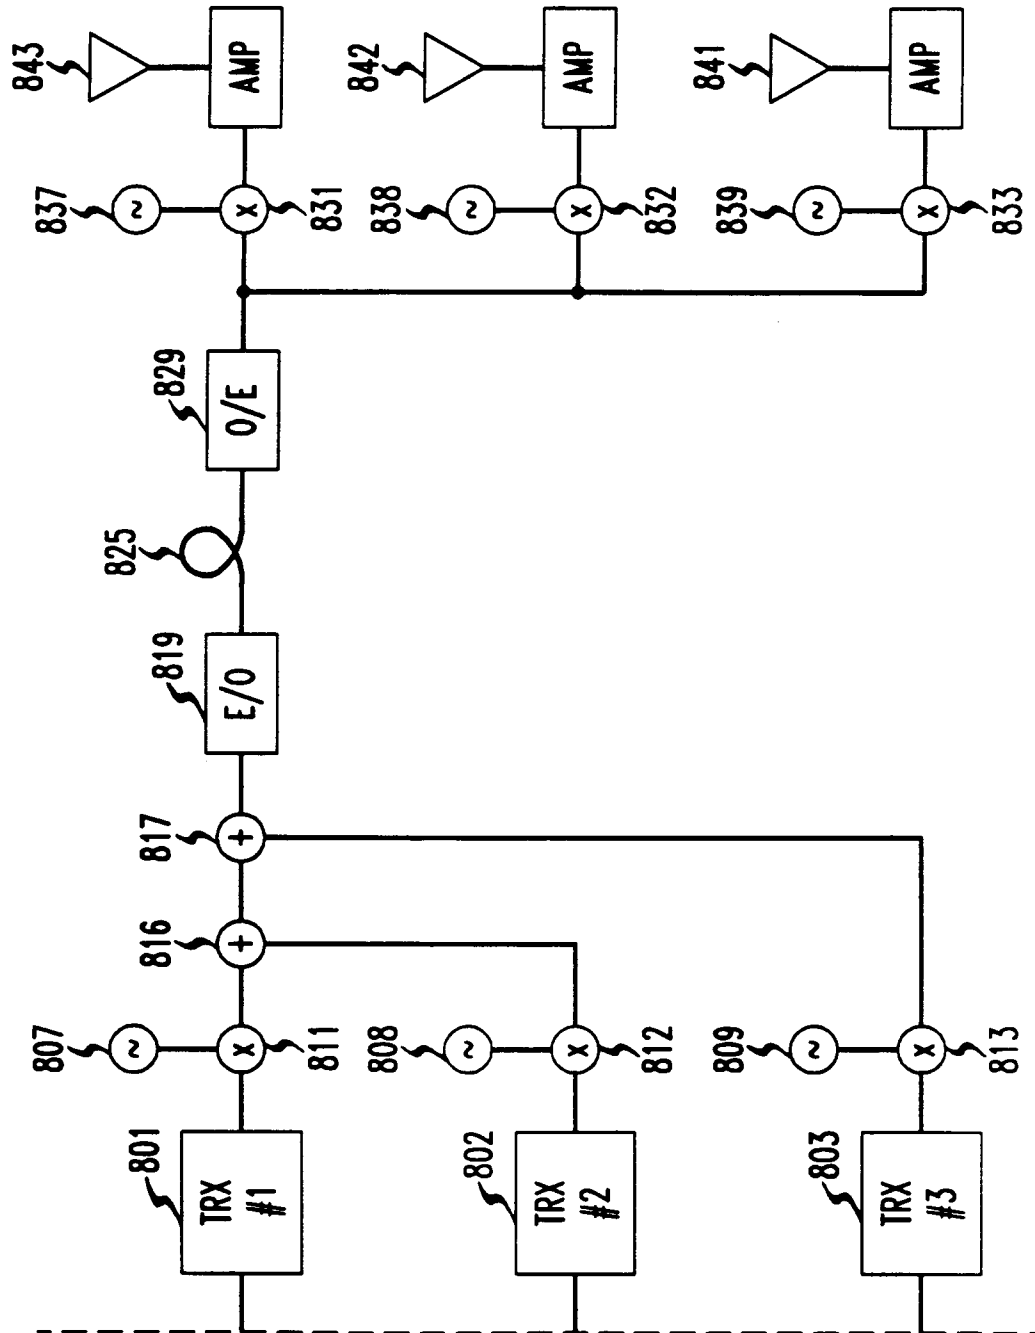 801
TRX
#1
807
811
816
817
819
E/O
825
829
O/E
837
831
843
AMP
802
TRX
#2
808
812
838
832
842
AMP
803
TRX
#3
809
813
839
833
841
AMP
~
X
+
+
~
X
~
X
~
X
~
X
~
X